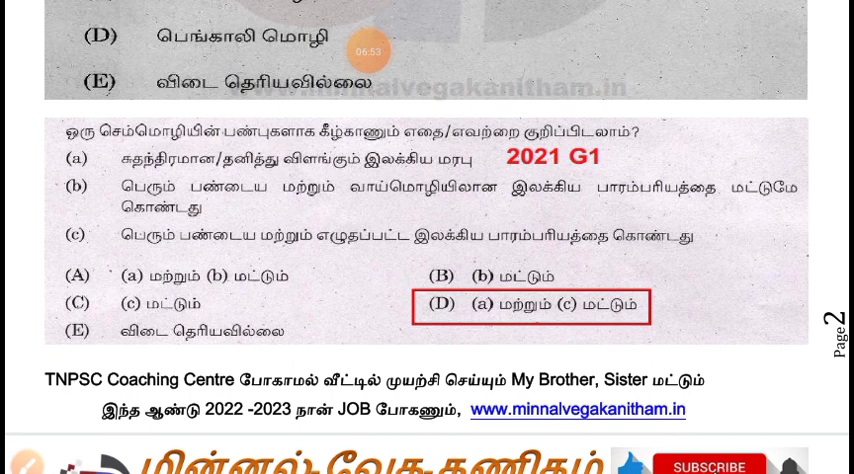 (D) பெங்காலி மொழி
06:53
(E) விடை தெரியவில்லை
www.minnalvegakanitham.in
ஒரு செம்மொழியின் பண்புகளாக கீழ்காணும் எதை/எவற்றை குறிப்பிடலாம்?
(a) சுதந்திரமான/தனித்து விளங்கும் இலக்கிய மரபு 2021 G1
(b) பெரும் பண்டைய மற்றும் வாய்மொழியிலான இலக்கிய பாரம்பரியத்தை மட்டுமே
கொண்டது
(c) பெரும் பண்டைய மற்றும் எழுதப்பட்ட இலக்கிய பாரம்பரியத்தை கொண்டது
(A) (a) மற்றும் (b) மட்டும் (B) (b) மட்டும்
(C) (c) மட்டும் (D) (a) மற்றும் (c) மட்டும்
(E) விடை தெரியவில்லை
Page 2
TNPSC Coaching Centre போகாமல் வீட்டில் முயற்சி செய்யும் My Brother, Sister மட்டும்
இந்த ஆண்டு 2022 -2023 நான் JOB போகணும், www.minnalvegakanitham.in
மின்னல் வேக கணிதம்
SUBSCRIBE